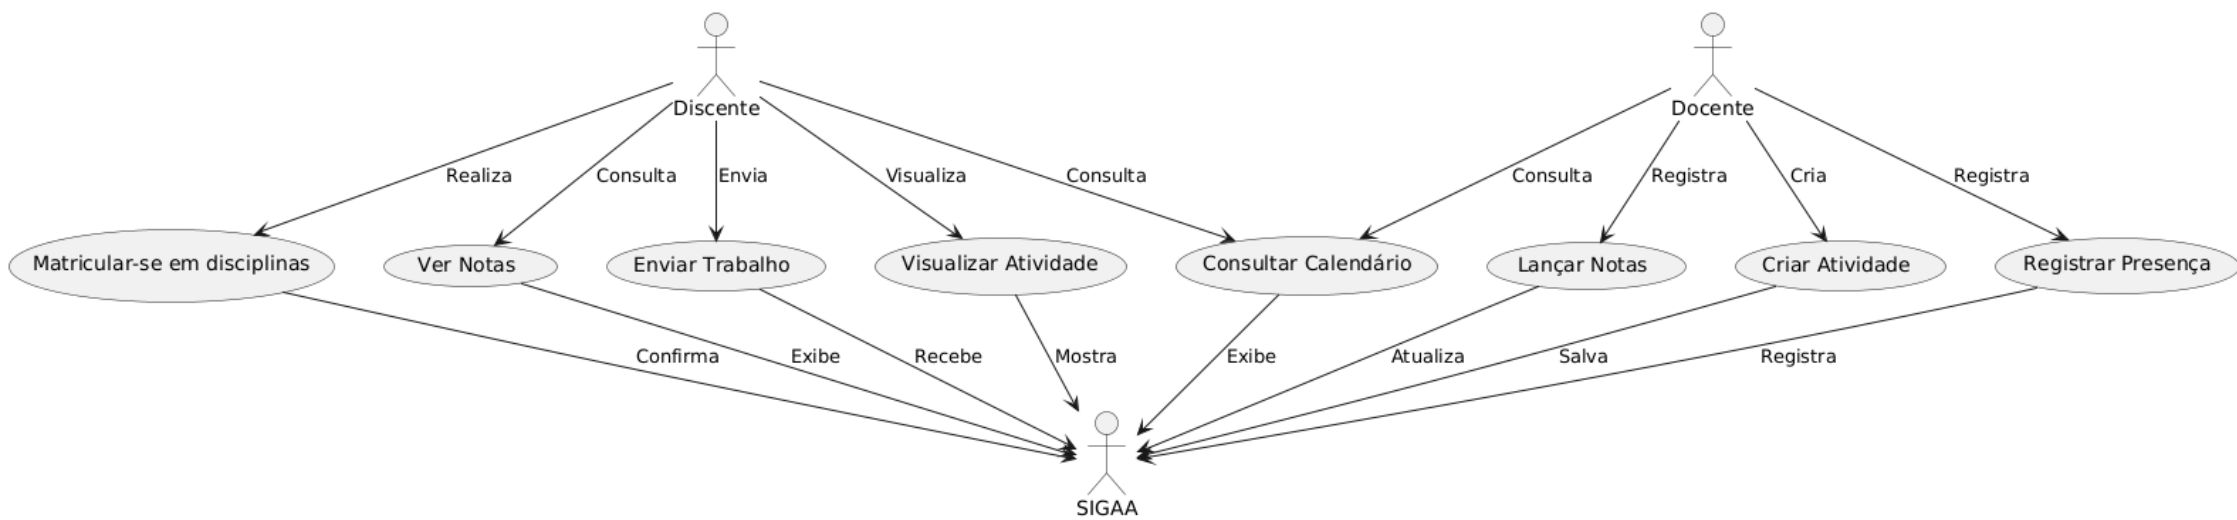 Discente
Docente
Realiza
Consulta
Envia
Visualiza
Consulta
Consulta
Registra
Cria
Registra
Matricular-se em disciplinas
Ver Notas
Enviar Trabalho
Visualizar Atividade
Consultar Calendário
Lançar Notas
Criar Atividade
Registrar Presença
Confirma
Exibe
Recebe
Mostra
Exibe
Atualiza
Salva
Registra
SIGAA